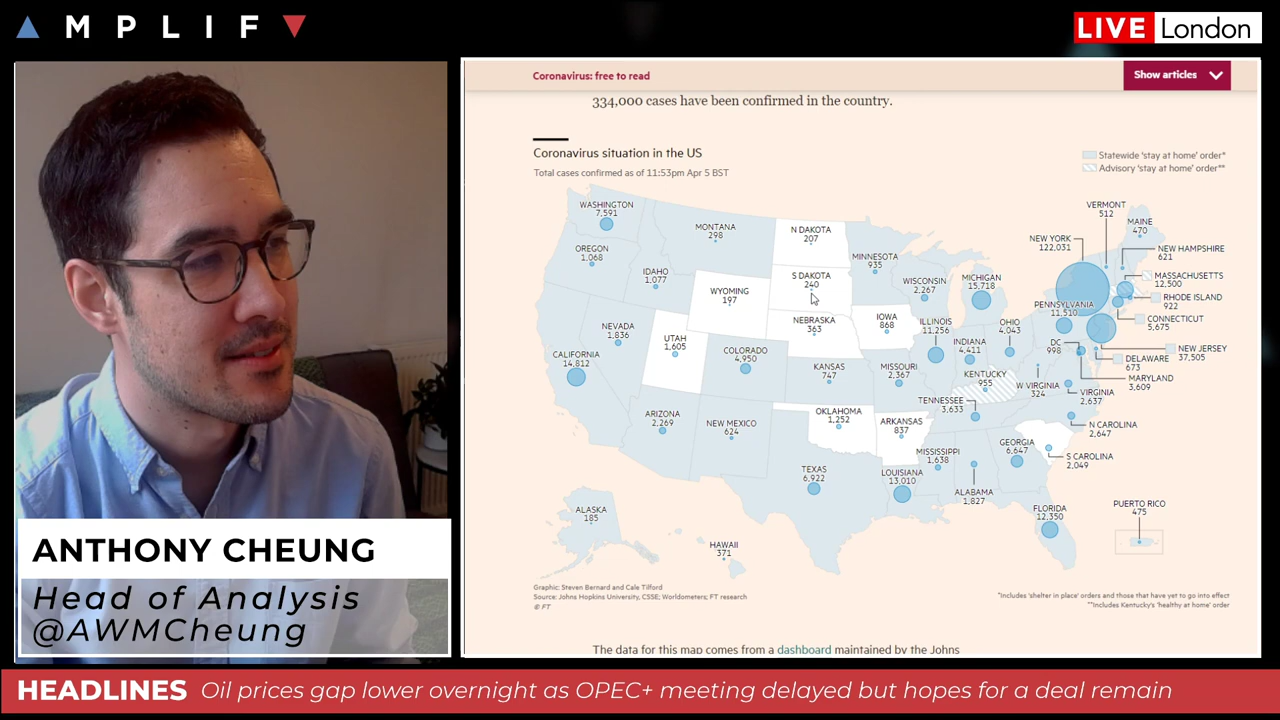 AMPLIFY
LIVE London
Coronavirus: free to read
Show articles
334,000 cases have been confirmed in the country.
Coronavirus situation in the US
Total cases confirmed as of 11:53pm Apr 5 BST
Statewide 'stay at home' order*
Advisory 'stay at home' order**
WASHINGTON
7,591
OREGON
1,068
MONTANA
298
IDAHO
1,077
WYOMING
197
N DAKOTA
207
S DAKOTA
240
NEBRASKA
363
MINNESOTA
935
WISCONSIN
2,267
MICHIGAN
15,718
IOWA
868
ILLINOIS
11,256
INDIANA
4,411
OHIO
4,043
NEW YORK
122,031
VERMONT
512
MAINE
470
NEW HAMPSHIRE
621
MASSACHUSETTS
12,500
RHODE ISLAND
922
CONNECTICUT
5,675
PENNSYLVANIA
11,510
NEW JERSEY
37,505
DELAWARE
673
MARYLAND
3,609
DC
998
NEVADA
1,836
UTAH
1,605
CALIFORNIA
14,812
COLORADO
4,950
KANSAS
747
MISSOURI
2,367
KENTUCKY
955
W VIRGINIA
324
VIRGINIA
2,637
TENNESSEE
3,633
N CAROLINA
2,647
S CAROLINA
2,049
ARIZONA
2,269
NEW MEXICO
624
OKLAHOMA
1,252
ARKANSAS
837
MISSISSIPPI
1,638
GEORGIA
6,647
TEXAS
6,922
LOUISIANA
13,010
ALABAMA
1,827
FLORIDA
12,350
PUERTO RICO
475
ALASKA
185
HAWAII
371
Graphic: Steven Bernard and Cale Tilford
Source: Johns Hopkins University, CSSE; Worldometers; FT research
© FT
*Includes 'shelter in place' orders and those that have yet to go into effect
**Includes Kentucky's 'healthy at home' order
The data for this map comes from a dashboard maintained by the Johns
ANTHONY CHEUNG
Head of Analysis
@AWMCheung
HEADLINES Oil prices gap lower overnight as OPEC+ meeting delayed but hopes for a deal remain